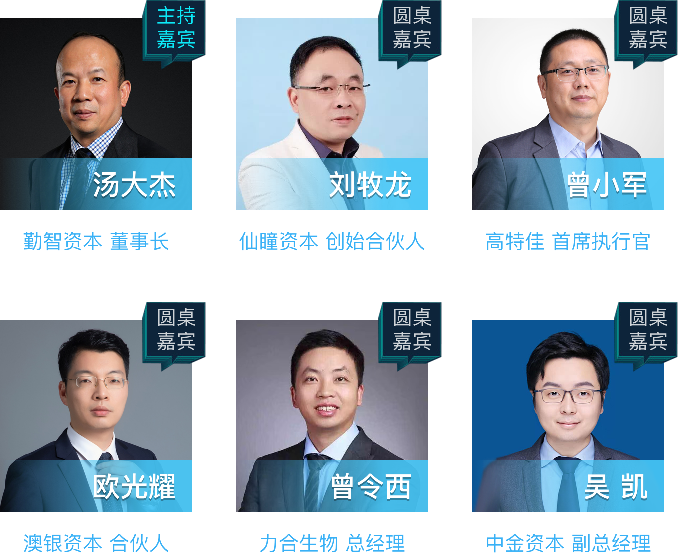 主持
嘉宾
汤大杰
勤智资本 董事长
圆桌
嘉宾
刘牧龙
仙瞳资本 创始合伙人
圆桌
嘉宾
曾小军
高特佳 首席执行官
圆桌
嘉宾
欧光耀
澳银资本 合伙人
圆桌
嘉宾
曾令西
力合生物 总经理
圆桌
嘉宾
吴 凯
中金资本 副总经理